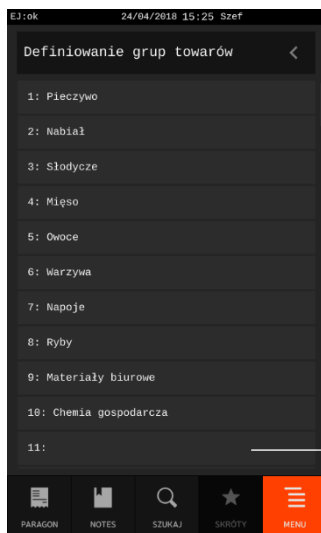 EJ:ok 24/04/2018 15:25 Szef
Definiowanie grup towarów
1: Pieczywo
2: Nabiał
3: Słodycze
4: Mięso
5: Owoce
6: Warzywa
7: Napoje
8: Ryby
9: Materiały biurowe
10: Chemia gospodarcza
11:
PARAGON NOTES SZUKAJ SKRÓTY MENU